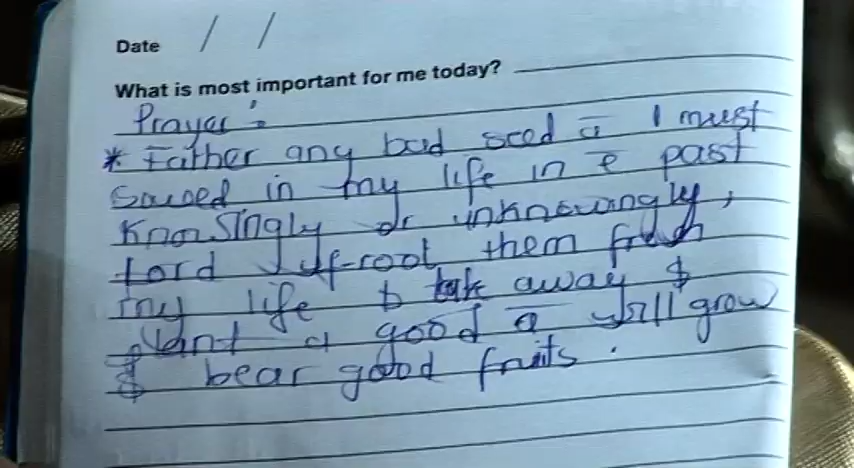 Date / /
What is most important for me today?
Prayer:
* Father any bad seed ā I must
sowed in my life in ē past
Knowingly or unknowingly,
Lord up-root them from
my life & take away &
plant a good ā will grow
& bear good fruits.